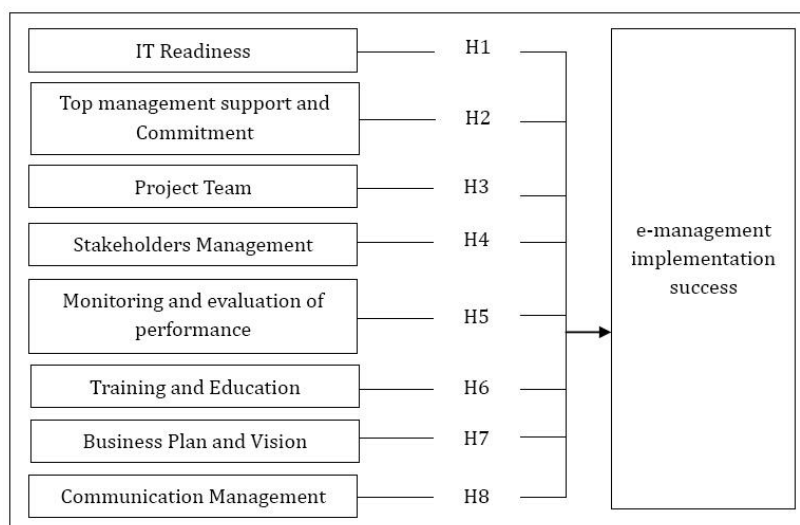 IT Readiness
H1
Top management support and
Commitment
H2
Project Team
H3
Stakeholders Management
H4
Monitoring and evaluation of
performance
H5
Training and Education
H6
Business Plan and Vision
H7
Communication Management
H8
e-management
implementation
success